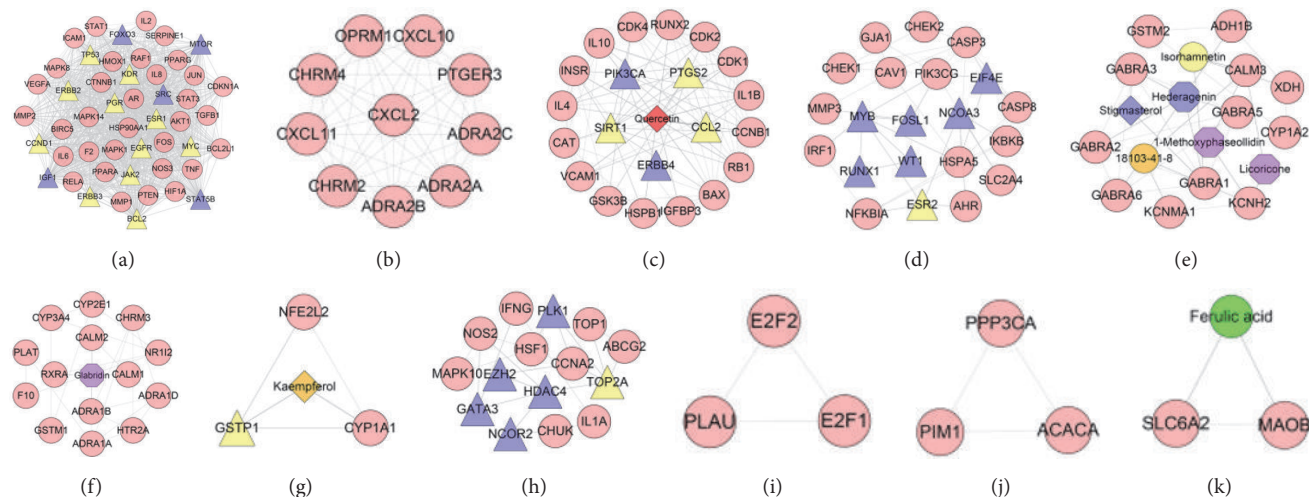 IL2
STAT1
FOXO3
SERPINE1
ICAM1
MTOR
TP53
HMOX1
RAF1
PPARG
MAPK8
KDR
IL8
JUN
VEGFA
CTNNB1
ERBB2
SRC
CDKN1A
PGR
AR
STAT3
MMP2
MAPK14
ESR1
TGFB1
BIRC5
HSP90AA1
AKT1
CCND1
EGFR
FOS
MYC
IL6
F2
MAPK1
BCL2L1
PPARA
NOS3
TNF
IGF1
RELA
JAK2
HIF1A
ERBB3
PTEN
STAT5B
MMP1
BCL2
(a)
OPRM1
CXCL10
CHRM4
PTGER3
CXCL2
CXCL11
ADRA2C
CHRM2
ADRA2A
ADRA2B
(b)
CDK4
RUNX2
IL10
CDK2
PIK3CA
PTGS2
CDK1
INSR
IL1B
IL4
Quercetin
SIRT1
CCL2
CCNB1
CAT
ERBB4
RB1
VCAM1
BAX
GSK3B
HSPB1
IGFBP3
(c)
CHEK2
GJA1
CASP3
CHEK1
CAV1
PIK3CG
EIF4E
MMP3
MYB
FOSL1
NCOA3
CASP8
IRF1
IKBKB
RUNX1
WT1
HSPA5
SLC2A4
NFKBIA
ESR2
AHR
(d)
GSTM2
ADH1B
Isorhamnetin
GABRA3
CALM3
Hederagenin
XDH
Stigmasterol
GABRA5
CYP1A2
1-Methoxyphaseollidin
GABRA2
18103-41-8
Licoricone
GABRA6
GABRA1
KCNMA1
KCNH2
(e)
CYP2E1
CYP3A4
CHRM3
CALM2
PLAT
NR1I2
RXRA
Glabridin
CALM1
F10
ADRA1B
ADRA1D
GSTM1
HTR2A
ADRA1A
(f)
NFE2L2
Kaempferol
GSTP1
CYP1A1
(g)
IFNG
PLK1
NOS2
TOP1
HSF1
ABCG2
MAPK10
CCNA2
EZH2
TOP2A
HDAC4
GATA3
IL1A
NCOR2
CHUK
(h)
E2F2
PLAU
E2F1
(i)
PPP3CA
PIM1
ACACA
(j)
Ferulic acid
SLC6A2
MAOB
(k)